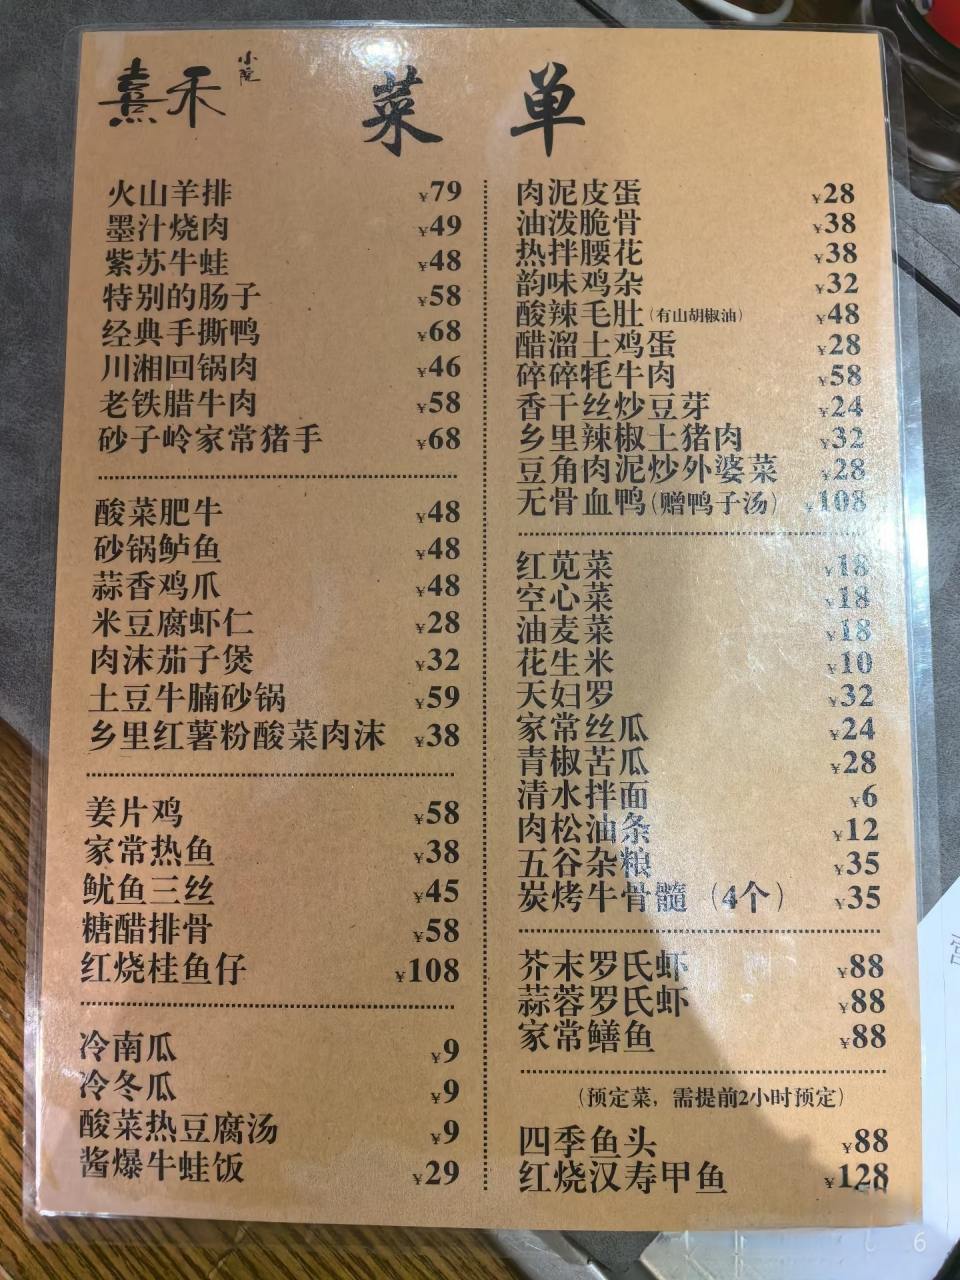 熹禾
小院
菜单
火山羊排 ¥79
墨汁烧肉 ¥49
紫苏牛蛙 ¥48
特别的肠子 ¥58
经典手撕鸭 ¥68
川湘回锅肉 ¥46
老铁腊牛肉 ¥58
砂子岭家常猪手 ¥68
酸菜肥牛 ¥48
砂锅鲈鱼 ¥48
蒜香鸡爪 ¥48
米豆腐虾仁 ¥28
肉沫茄子煲 ¥32
土豆牛腩砂锅 ¥59
乡里红薯粉酸菜肉沫 ¥38
姜片鸡 ¥58
家常热鱼 ¥38
鱿鱼三丝 ¥45
糖醋排骨 ¥58
红烧桂鱼仔 ¥108
冷南瓜 ¥9
冷冬瓜 ¥9
酸菜热豆腐汤 ¥9
酱爆牛蛙饭 ¥29
肉泥皮蛋 ¥28
油泼脆骨 ¥38
热拌腰花 ¥38
韵味鸡杂 ¥32
酸辣毛肚(有山胡椒油) ¥48
醋溜土鸡蛋 ¥28
碎碎牦牛肉 ¥58
香干丝炒豆芽 ¥24
乡里辣椒土猪肉 ¥32
豆角肉泥炒外婆菜 ¥28
无骨血鸭(赠鸭子汤) ¥108
红苋菜 ¥18
空心菜 ¥18
油麦菜 ¥18
花生米 ¥10
天妇罗 ¥32
家常丝瓜 ¥24
青椒苦瓜 ¥28
清水拌面 ¥6
肉松油条 ¥12
五谷杂粮 ¥35
炭烤牛骨髓（4个） ¥35
芥末罗氏虾 ¥88
蒜蓉罗氏虾 ¥88
家常鳝鱼 ¥88
(预定菜，需提前2小时预定)
四季鱼头 ¥88
红烧汉寿甲鱼 ¥128